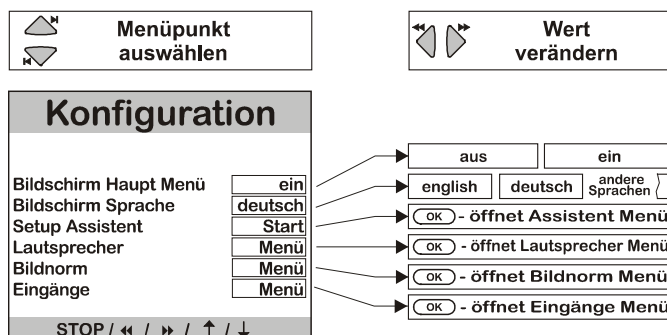 Menüpunkt
auswählen
Wert
verändern
Konfiguration
Bildschirm Haupt Menü ein
Bildschirm Sprache deutsch
Setup Assistent Start
Lautsprecher Menü
Bildnorm Menü
Eingänge Menü
STOP / ◀◀ / ▶▶ / ↑ / ↓
aus ein
english deutsch andere Sprachen
OK - öffnet Assistent Menü
OK - öffnet Lautsprecher Menü
OK - öffnet Bildnorm Menü
OK - öffnet Eingänge Menü